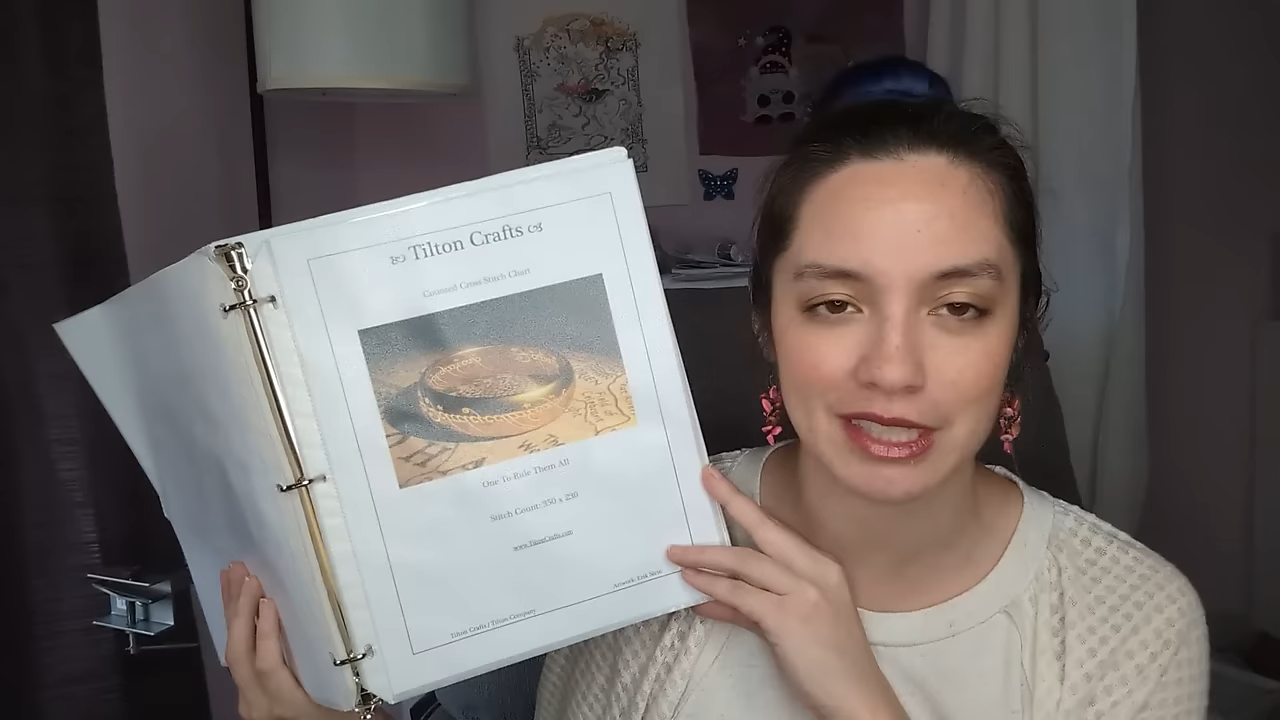 Tilton Crafts
Counted Cross Stitch Chart
One To Rule Them All
Stitch Count: 350 x 230
www.TiltonCrafts.com
Artwork: Erik Stein
Tilton Crafts / Tilton Company